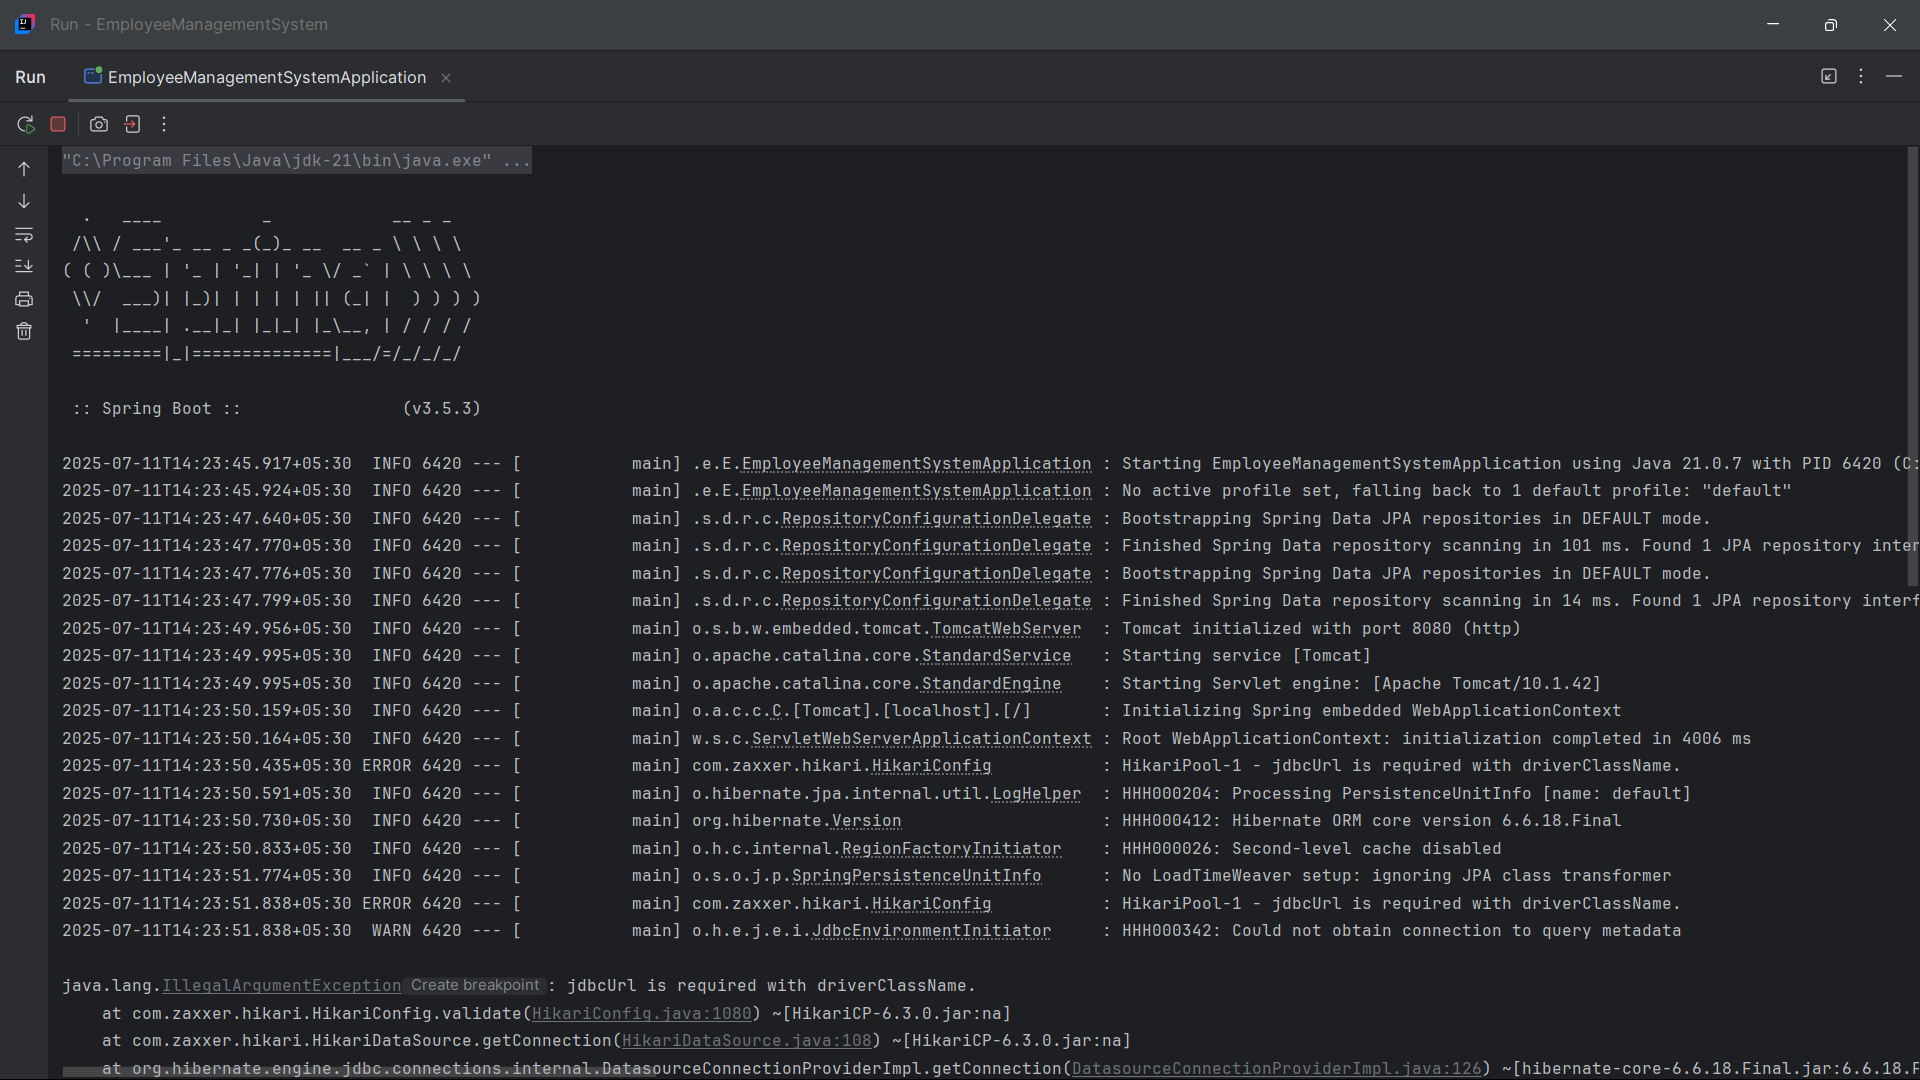 Run - EmployeeManagementSystem
Run EmployeeManagementSystemApplication
"C:\Program Files\Java\jdk-21\bin\java.exe" ...
  .   ____          _            __ _ _
 /\\ / ___'_ __ _ _(_)_ __  __ _ \ \ \ \
( ( )\___ | '_ | '_| | '_ \/ _` | \ \ \ \
 \\/  ___)| |_)| | | | | || (_| |  ) ) ) )
  '  |____| .__|_| |_|_| |_\__, | / / / /
 =========|_|==============|___/=/_/_/_/
 :: Spring Boot ::                (v3.5.3)
2025-07-11T14:23:45.917+05:30  INFO 6420 --- [           main] .e.E.EmployeeManagementSystemApplication : Starting EmployeeManagementSystemApplication using Java 21.0.7 with PID 6420 (C:
2025-07-11T14:23:45.924+05:30  INFO 6420 --- [           main] .e.E.EmployeeManagementSystemApplication : No active profile set, falling back to 1 default profile: "default"
2025-07-11T14:23:47.640+05:30  INFO 6420 --- [           main] .s.d.r.c.RepositoryConfigurationDelegate : Bootstrapping Spring Data JPA repositories in DEFAULT mode.
2025-07-11T14:23:47.770+05:30  INFO 6420 --- [           main] .s.d.r.c.RepositoryConfigurationDelegate : Finished Spring Data repository scanning in 101 ms. Found 1 JPA repository inter
2025-07-11T14:23:47.776+05:30  INFO 6420 --- [           main] .s.d.r.c.RepositoryConfigurationDelegate : Bootstrapping Spring Data JPA repositories in DEFAULT mode.
2025-07-11T14:23:47.799+05:30  INFO 6420 --- [           main] .s.d.r.c.RepositoryConfigurationDelegate : Finished Spring Data repository scanning in 14 ms. Found 1 JPA repository interf
2025-07-11T14:23:49.956+05:30  INFO 6420 --- [           main] o.s.b.w.embedded.tomcat.TomcatWebServer  : Tomcat initialized with port 8080 (http)
2025-07-11T14:23:49.995+05:30  INFO 6420 --- [           main] o.apache.catalina.core.StandardService   : Starting service [Tomcat]
2025-07-11T14:23:49.995+05:30  INFO 6420 --- [           main] o.apache.catalina.core.StandardEngine    : Starting Servlet engine: [Apache Tomcat/10.1.42]
2025-07-11T14:23:50.159+05:30  INFO 6420 --- [           main] o.a.c.c.C.[Tomcat].[localhost].[/]       : Initializing Spring embedded WebApplicationContext
2025-07-11T14:23:50.164+05:30  INFO 6420 --- [           main] w.s.c.ServletWebServerApplicationContext : Root WebApplicationContext: initialization completed in 4006 ms
2025-07-11T14:23:50.435+05:30 ERROR 6420 --- [           main] com.zaxxer.hikari.HikariConfig           : HikariPool-1 - jdbcUrl is required with driverClassName.
2025-07-11T14:23:50.591+05:30  INFO 6420 --- [           main] o.hibernate.jpa.internal.util.LogHelper  : HHH000204: Processing PersistenceUnitInfo [name: default]
2025-07-11T14:23:50.730+05:30  INFO 6420 --- [           main] org.hibernate.Version                    : HHH000412: Hibernate ORM core version 6.6.18.Final
2025-07-11T14:23:50.833+05:30  INFO 6420 --- [           main] o.h.c.internal.RegionFactoryInitiator    : HHH000026: Second-level cache disabled
2025-07-11T14:23:51.774+05:30  INFO 6420 --- [           main] o.s.o.j.p.SpringPersistenceUnitInfo      : No LoadTimeWeaver setup: ignoring JPA class transformer
2025-07-11T14:23:51.838+05:30 ERROR 6420 --- [           main] com.zaxxer.hikari.HikariConfig           : HikariPool-1 - jdbcUrl is required with driverClassName.
2025-07-11T14:23:51.838+05:30  WARN 6420 --- [           main] o.h.e.j.e.i.JdbcEnvironmentInitiator     : HHH000342: Could not obtain connection to query metadata
java.lang.IllegalArgumentException Create breakpoint : jdbcUrl is required with driverClassName.
    at com.zaxxer.hikari.HikariConfig.validate(HikariConfig.java:1080) ~[HikariCP-6.3.0.jar:na]
    at com.zaxxer.hikari.HikariDataSource.getConnection(HikariDataSource.java:108) ~[HikariCP-6.3.0.jar:na]
    at org.hibernate.engine.jdbc.connections.internal.DatasourceConnectionProviderImpl.getConnection(DatasourceConnectionProviderImpl.java:126) ~[hibernate-core-6.6.18.Final.jar:6.6.18.F